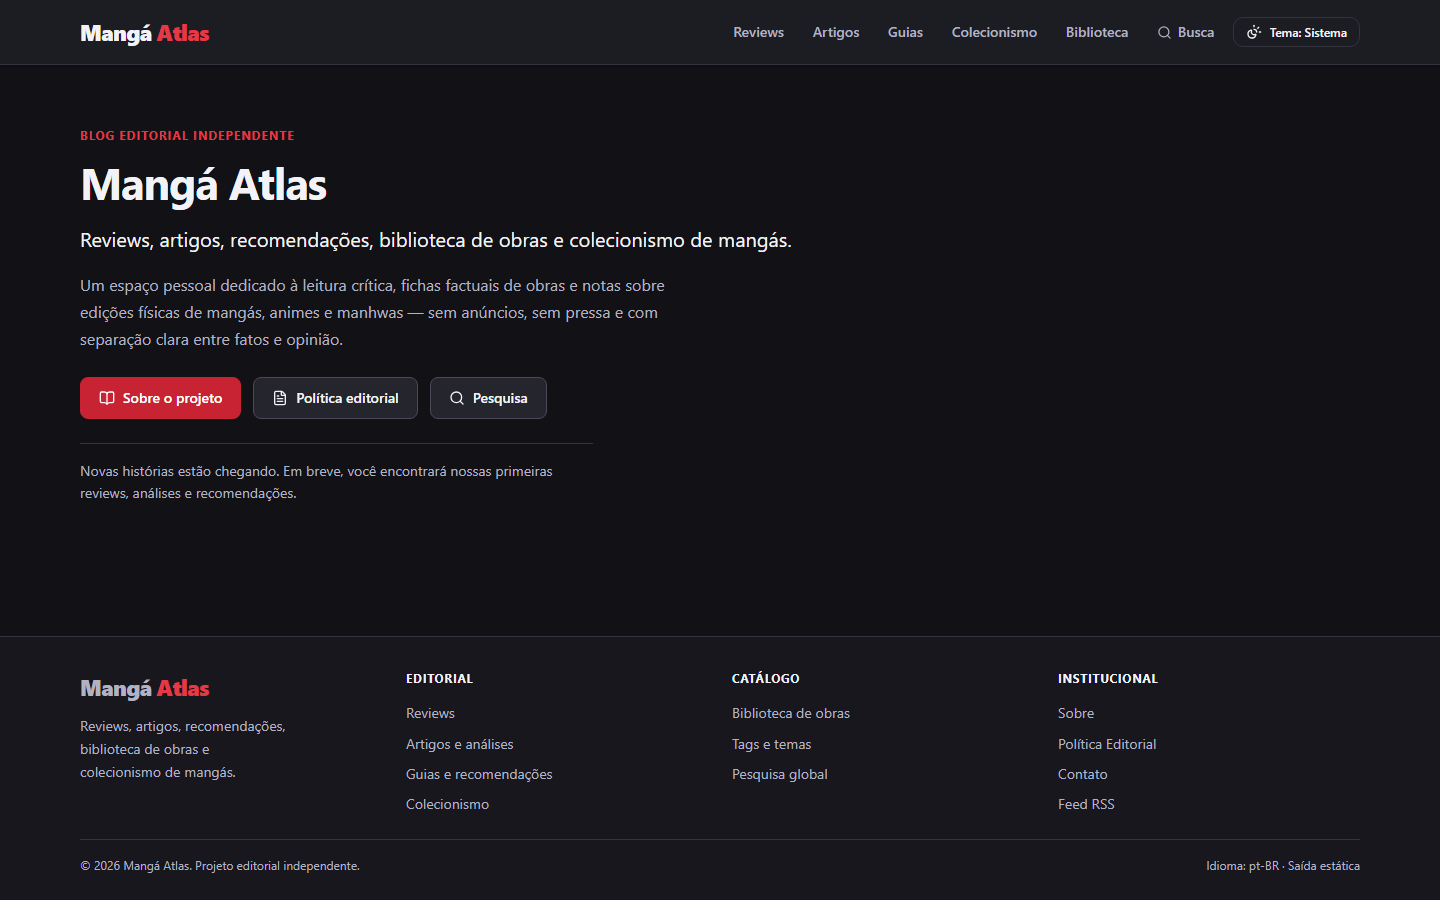 Mangá Atlas
Reviews
Artigos
Guias
Colecionismo
Biblioteca
Busca
Tema: Sistema
BLOG EDITORIAL INDEPENDENTE
Mangá Atlas
Reviews, artigos, recomendações, biblioteca de obras e colecionismo de mangás.
Um espaço pessoal dedicado à leitura crítica, fichas factuais de obras e notas sobre
edições físicas de mangás, animes e manhwas — sem anúncios, sem pressa e com
separação clara entre fatos e opinião.
Sobre o projeto
Política editorial
Pesquisa
Novas histórias estão chegando. Em breve, você encontrará nossas primeiras
reviews, análises e recomendações.
Mangá Atlas
Reviews, artigos, recomendações,
biblioteca de obras e
colecionismo de mangás.
EDITORIAL
Reviews
Artigos e análises
Guias e recomendações
Colecionismo
CATÁLOGO
Biblioteca de obras
Tags e temas
Pesquisa global
INSTITUCIONAL
Sobre
Política Editorial
Contato
Feed RSS
© 2026 Mangá Atlas. Projeto editorial independente.
Idioma: pt-BR · Saída estática